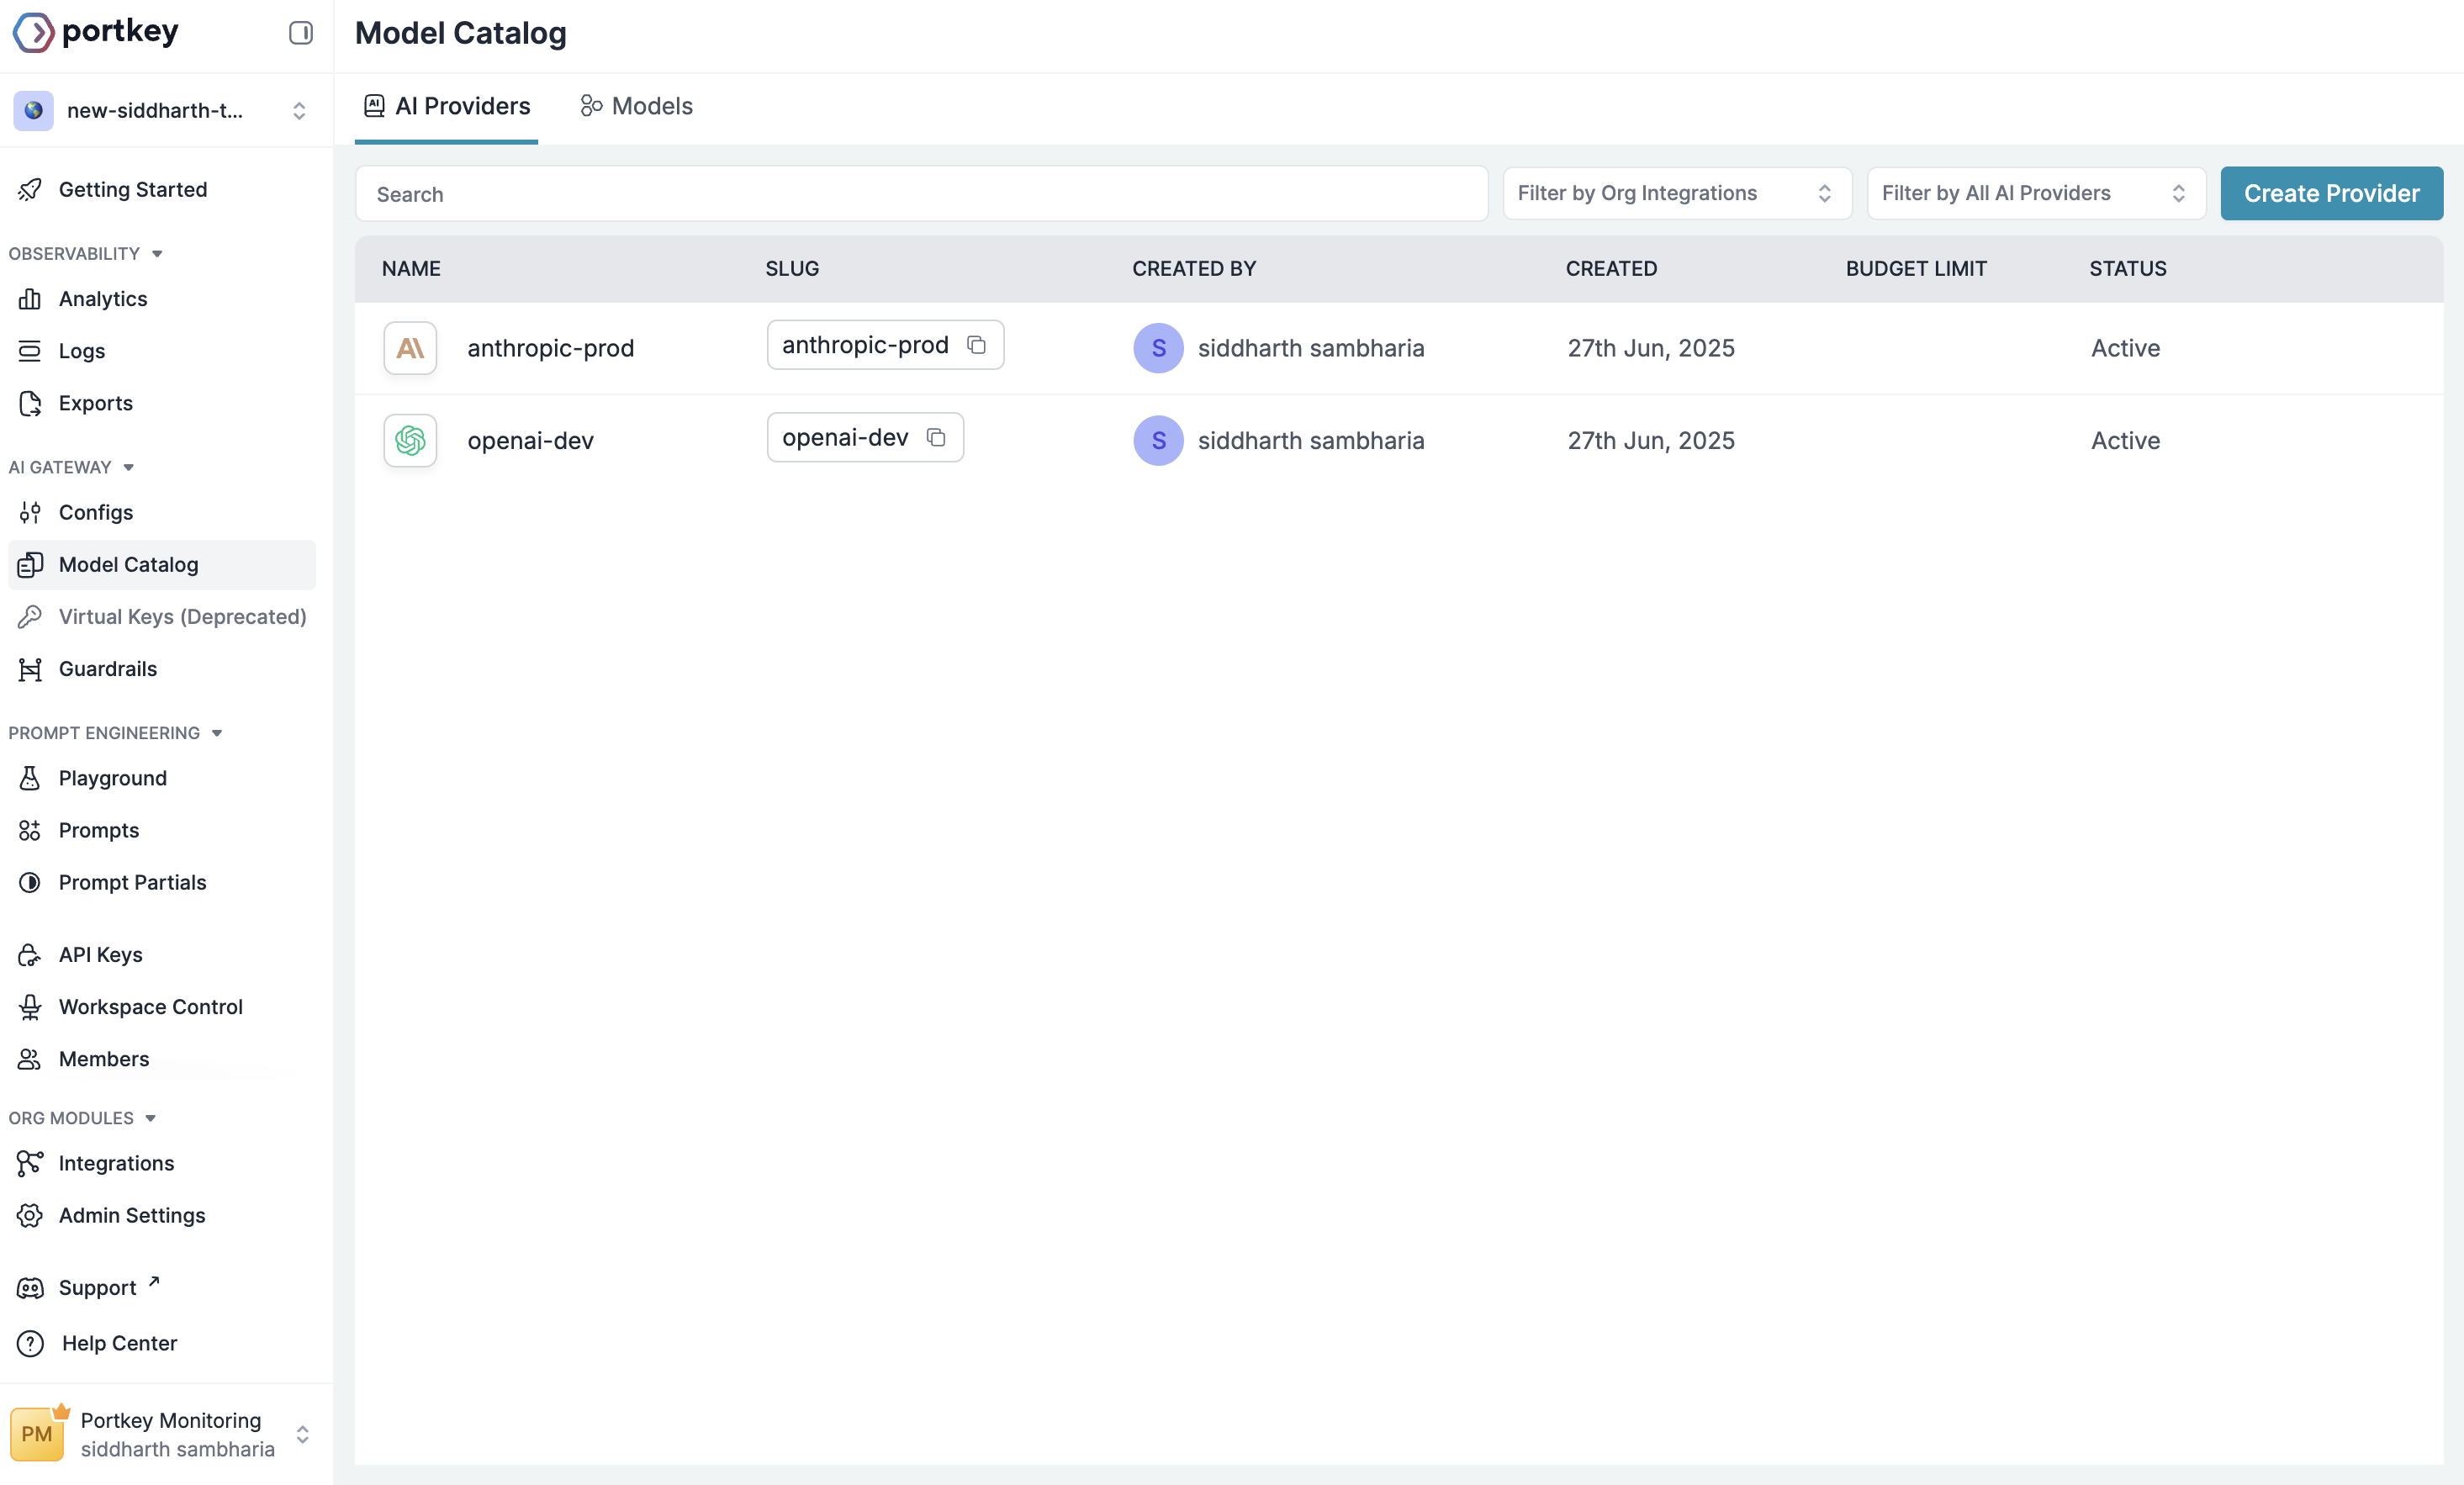 portkey
new-siddharth-t...
Getting Started
OBSERVABILITY
Analytics
Logs
Exports
AI GATEWAY
Configs
Model Catalog
Virtual Keys (Deprecated)
Guardrails
PROMPT ENGINEERING
Playground
Prompts
Prompt Partials
API Keys
Workspace Control
Members
ORG MODULES
Integrations
Admin Settings
Support
Help Center
PM
Portkey Monitoring
siddharth sambharia
Model Catalog
AI AI Providers Models
Search Filter by Org Integrations Filter by All AI Providers Create Provider
NAME SLUG CREATED BY CREATED BUDGET LIMIT STATUS
anthropic-prod anthropic-prod S siddharth sambharia 27th Jun, 2025 Active
openai-dev openai-dev S siddharth sambharia 27th Jun, 2025 Active